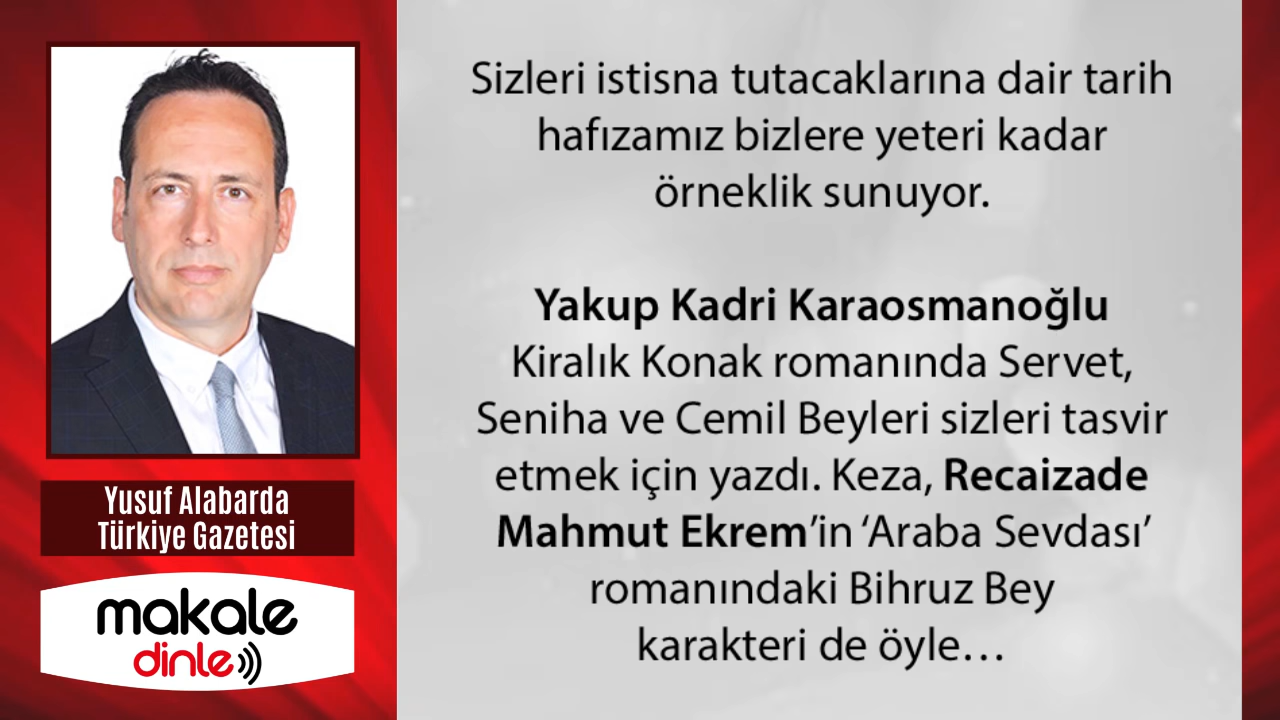 Sizleri istisna tutacaklarına dair tarih
hafızamız bizlere yeteri kadar
örneklik sunuyor.
Yakup Kadri Karaosmanoğlu
Kiralık Konak romanında Servet,
Seniha ve Cemil Beyleri sizleri tasvir
etmek için yazdı. Keza, Recaizade
Mahmut Ekrem’in ‘Araba Sevdası’
romanındaki Bihruz Bey
karakteri de öyle…
Yusuf Alabarda
Türkiye Gazetesi
makale
dinle